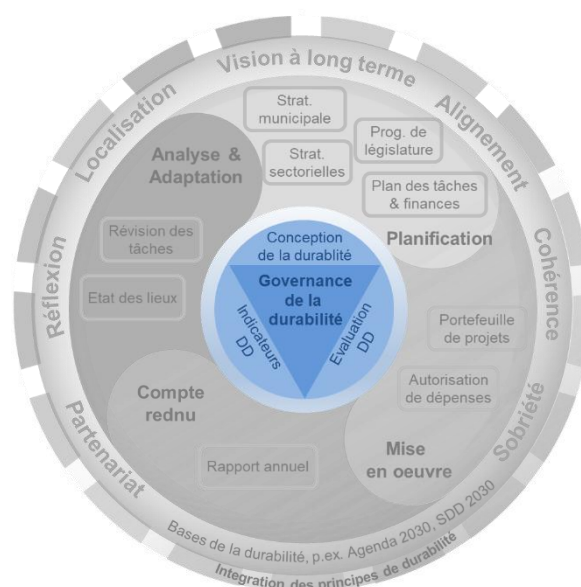 Vision à long terme
Localisation
Alignement
Strat.
municipale
Prog. de
législature
Analyse &
Adaptation
Strat.
sectorielles
Plan des tâches
& finances
Planification
Révision des
tâches
Conception
de la durablité
Governance
de la
durabilité
Indicateurs
DD
Evaluation
DD
Réflexion
Cohérence
Etat des lieux
Portefeuille
de projets
Compte
rednu
Autorisation
de dépenses
Mise
en oeuvre
Rapport annuel
Partenariat
Sobriété
Bases de la durabilité, p.ex. Agenda 2030, SDD 2030
Integration des principes de durabilité